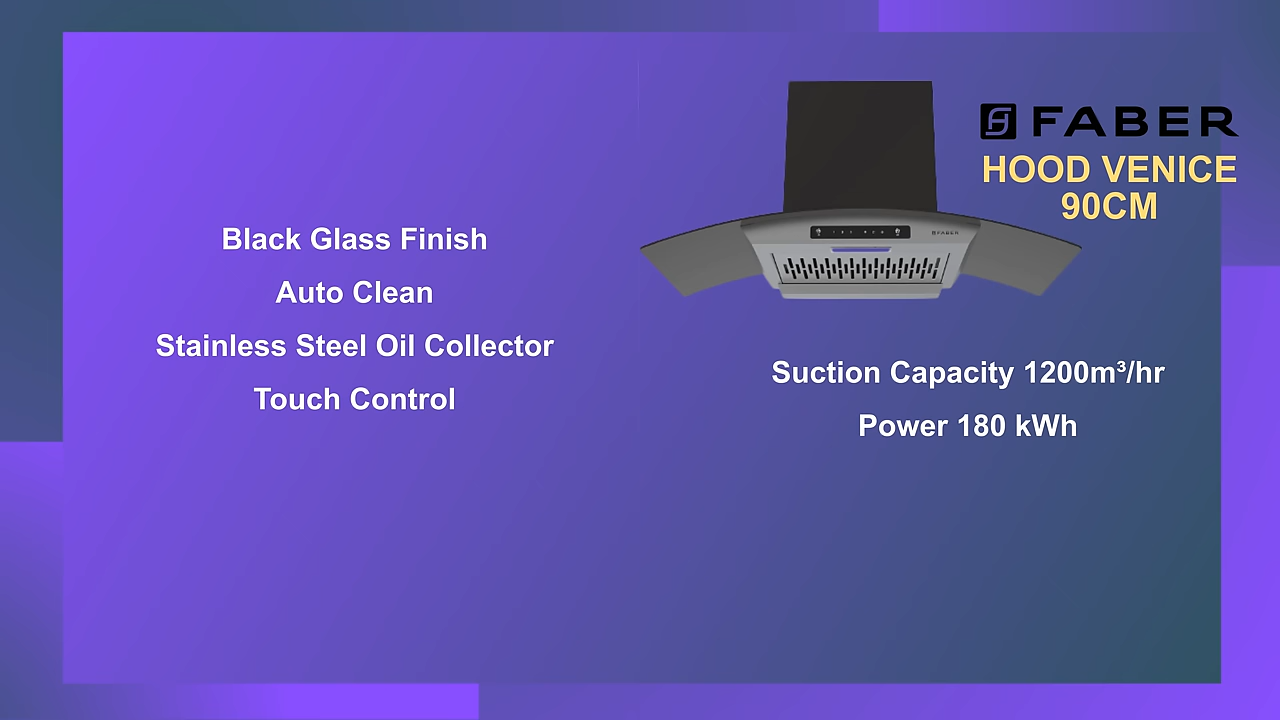 FABER
HOOD VENICE
90CM
FABER
Black Glass Finish
Auto Clean
Stainless Steel Oil Collector
Touch Control
Suction Capacity 1200m³/hr
Power 180 kWh